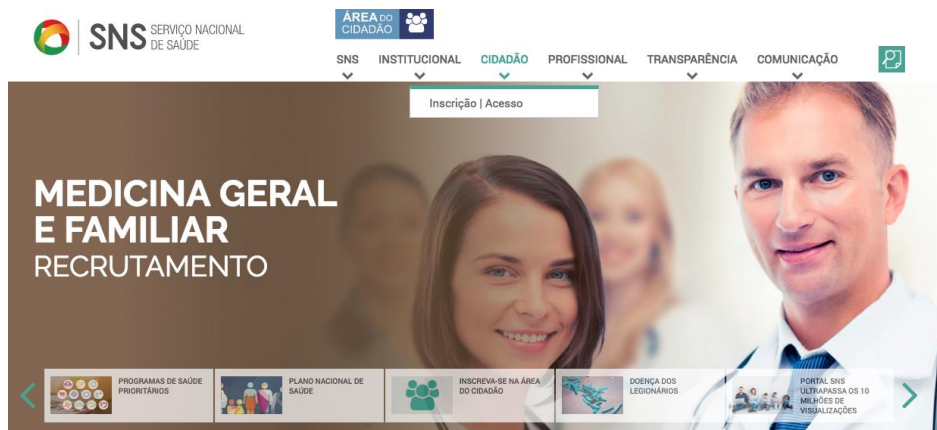 SNS SERVIÇO NACIONAL
DE SAÚDE
ÁREA DO
CIDADÃO
SNS INSTITUCIONAL CIDADÃO PROFISSIONAL TRANSPARÊNCIA COMUNICAÇÃO
Inscrição | Acesso
MEDICINA GERAL
E FAMILIAR
RECRUTAMENTO
PROGRAMAS DE SAÚDE
PRIORITÁRIOS
PLANO NACIONAL DE
SAÚDE
INSCREVA-SE NA ÁREA
DO CIDADÃO
DOENÇA DOS
LEGIONÁRIOS
PORTAL SNS
ULTRAPASSA OS 10
MILHÕES DE
VISUALIZAÇÕES